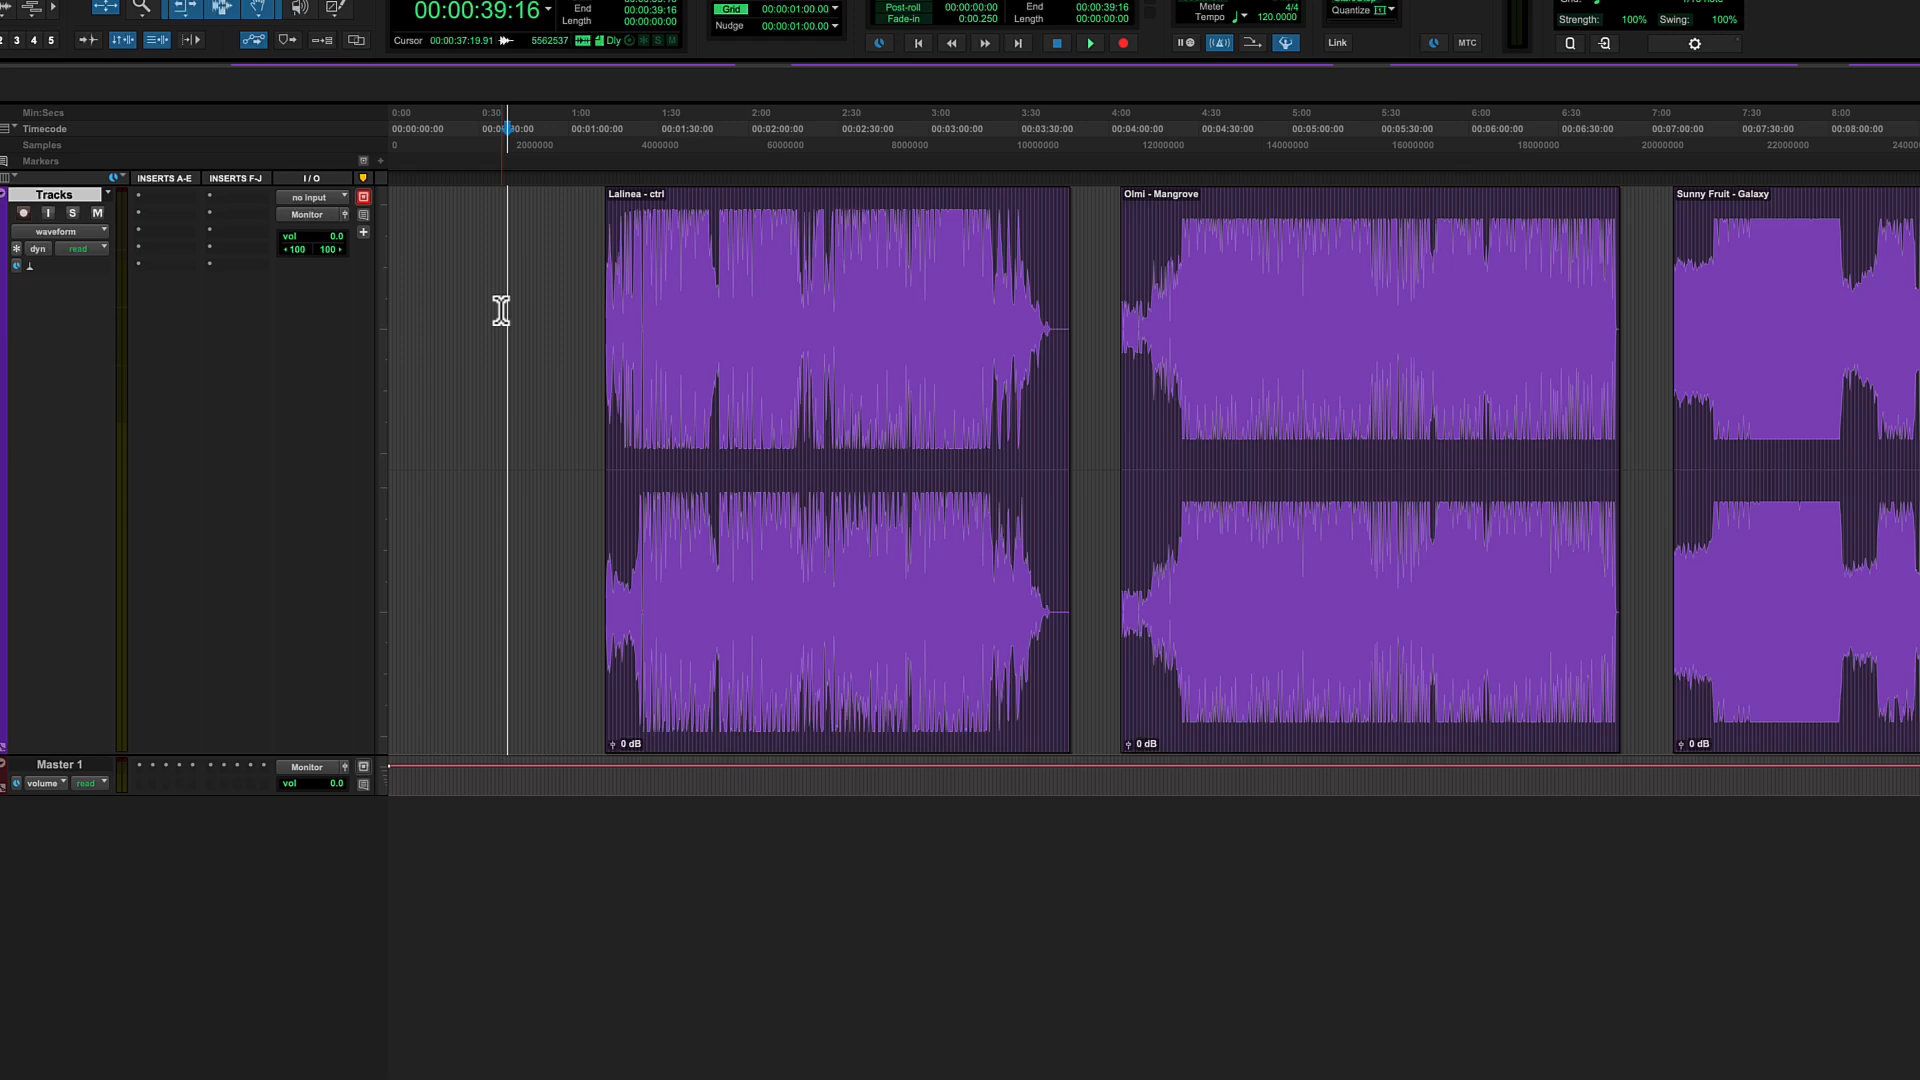 00:00:39:16
End 00:00:39:16
Length 00:00:00:00
Cursor 00:00:37:19.91 5562537 Dly S M
Grid 00:00:01:00.00
Nudge 00:00:01:00.00
Post-roll 00:00:00:00
Fade-in 0:00.250
End 00:00:39:16
Length 00:00:00:00
Meter 4/4
Tempo 120.0000
Quantize
Strength: 100% Swing: 100%
2 3 4 5
Link
MTC
Min:Secs 0:00 0:30 1:00 1:30 2:00 2:30 3:00 3:30 4:00 4:30 5:00 5:30 6:00 6:30 7:00 7:30 8:00
Timecode 00:00:00:00 00:01:00:00 00:01:30:00 00:02:00:00 00:02:30:00 00:03:00:00 00:03:30:00 00:04:00:00 00:04:30:00 00:05:00:00 00:05:30:00 00:06:00:00 00:06:30:00 00:07:00:00 00:07:30:00 00:08:00:00
Samples 0 2000000 4000000 6000000 8000000 10000000 12000000 14000000 16000000 18000000 20000000 22000000
Markers
INSERTS A-E INSERTS F-J I / O
Tracks no input
I S M Monitor
waveform vol 0.0
dyn read 100 100
Lalinea - ctrl
Olmi - Mangrove
Sunny Fruit - Galaxy
0 dB
0 dB
0 dB
Master 1 Monitor
volume read vol 0.0